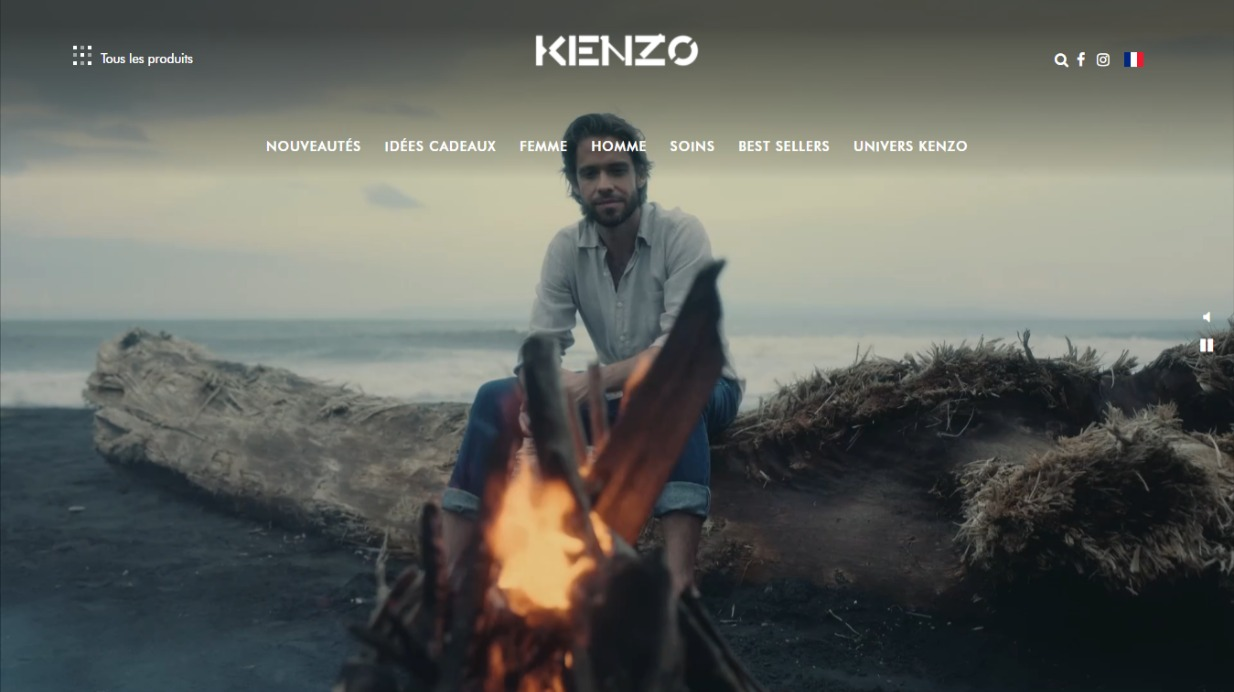 Tous les produits
KENZO
NOUVEAUTÉS IDÉES CADEAUX FEMME HOMME SOINS BEST SELLERS UNIVERS KENZO